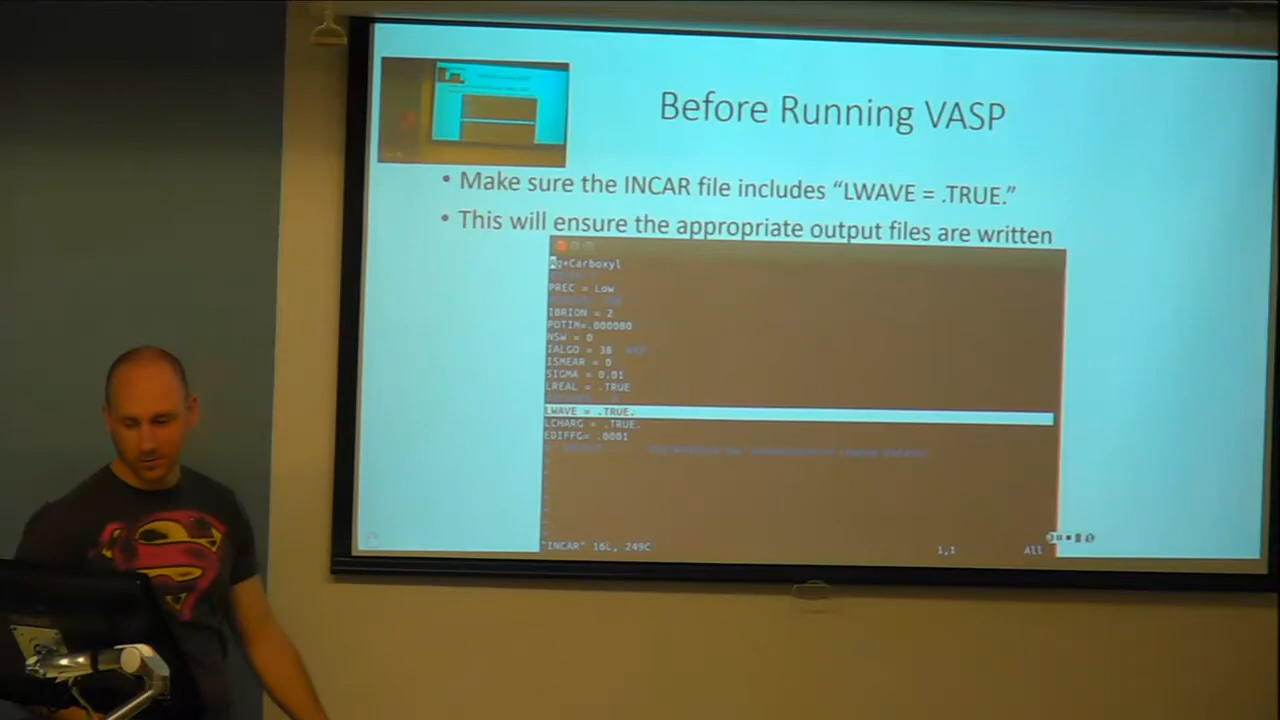 Before Running VASP
• Make sure the INCAR file includes “LWAVE = .TRUE.”
• This will ensure the appropriate output files are written
Ag+Carboxyl
PREC = Low
IBRION = 2
POTIM=.000080
NSW = 0
IALGO = 38
ISMEAR = 0
SIGMA = 0.01
LREAL = .TRUE
LWAVE = .TRUE.
LCHARG = .TRUE.
EDIFFG= .0001
"INCAR" 16L, 249C
1,1
All